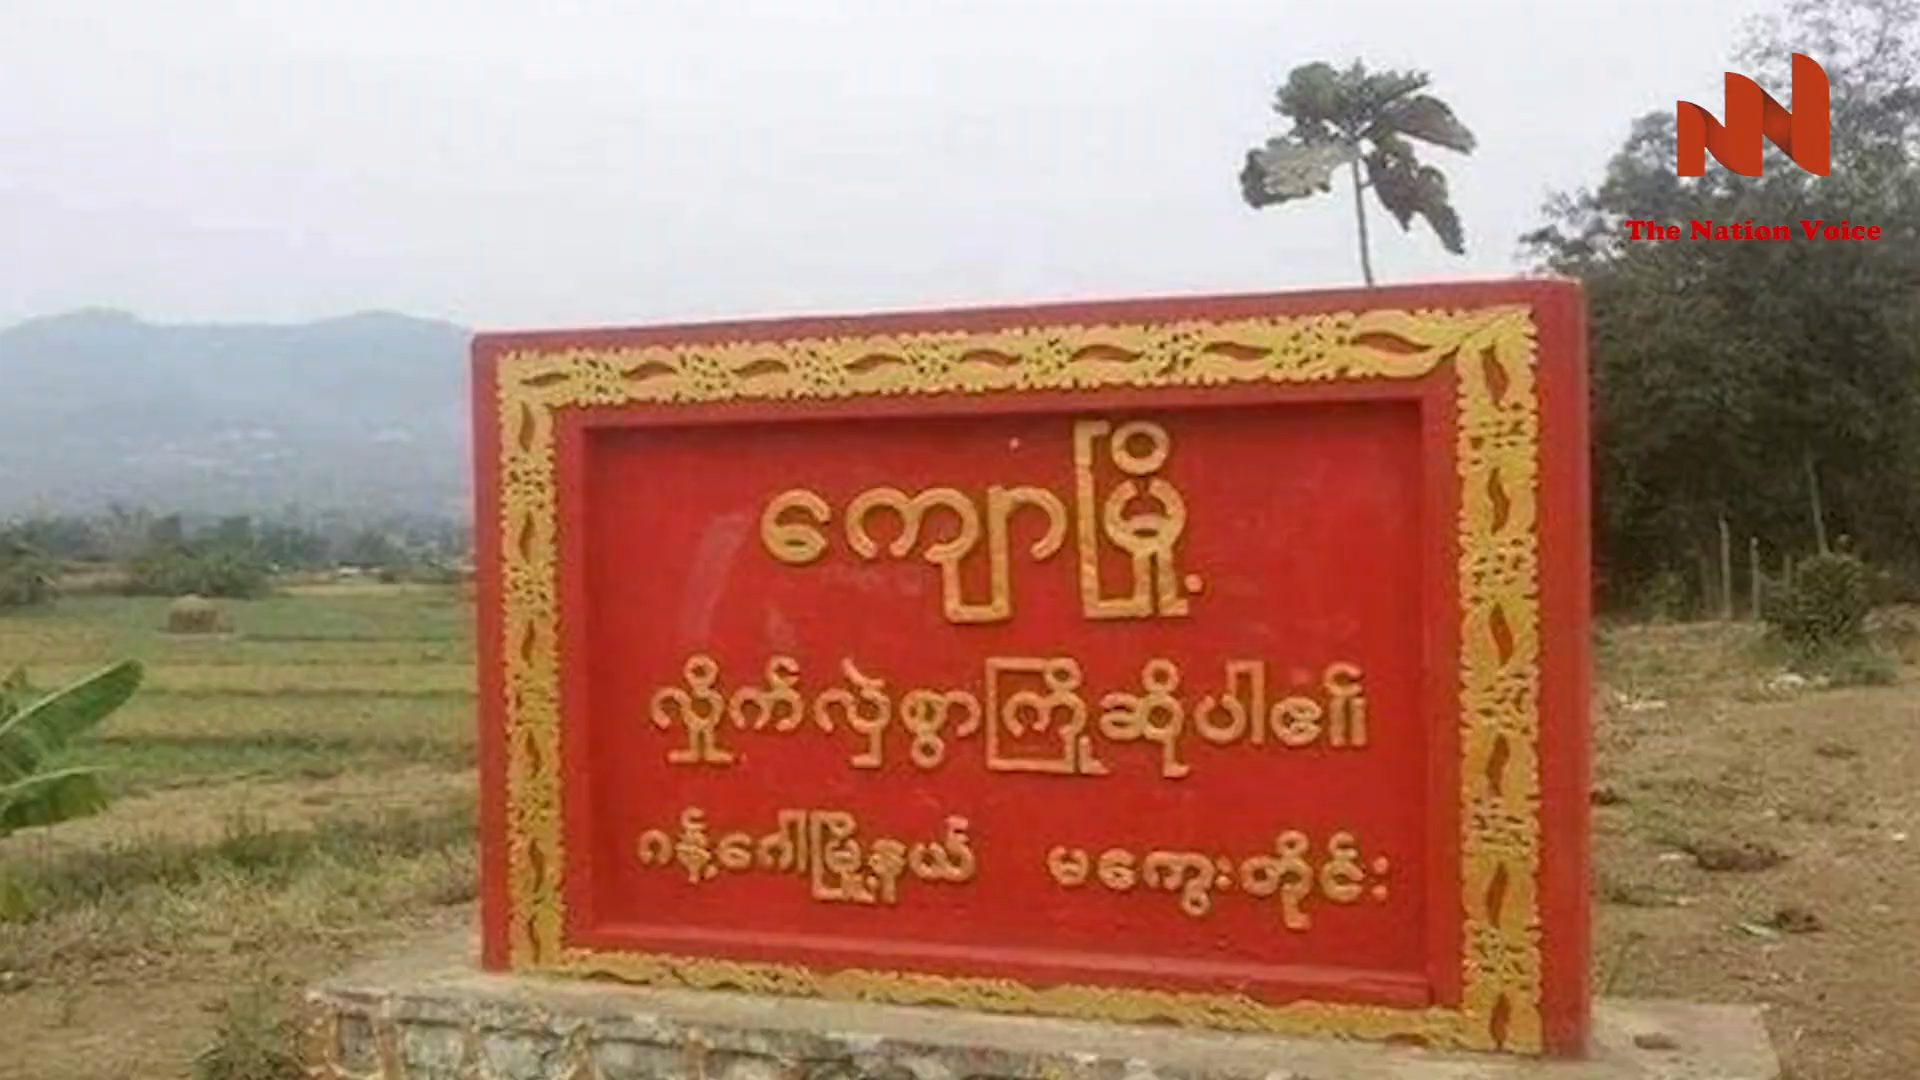 The Nation Voice
ကျောမြို့
လှိုက်လှဲစွာကြိုဆိုပါ၏။
ဂန့်ဂေါမြို့နယ် မကွေးတိုင်း